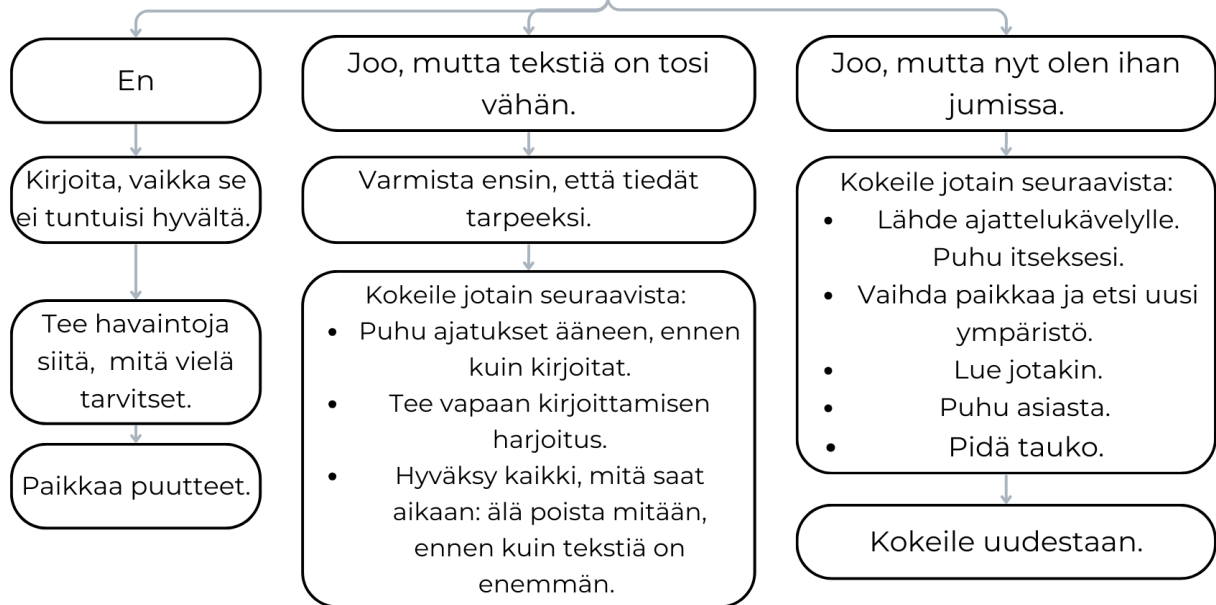 En
Kirjoita, vaikka se
ei tuntuisi hyvältä.
Tee havaintoja
siitä, mitä vielä
tarvitset.
Paikkaa puutteet.
Joo, mutta tekstiä on tosi
vähän.
Varmista ensin, että tiedät
tarpeeksi.
Kokeile jotain seuraavista:
• Puhu ajatukset ääneen, ennen
kuin kirjoitat.
• Tee vapaan kirjoittamisen
harjoitus.
• Hyväksy kaikki, mitä saat
aikaan: älä poista mitään,
ennen kuin tekstiä on
enemmän.
Joo, mutta nyt olen ihan
jumissa.
Kokeile jotain seuraavista:
• Lähde ajattelukävelylle.
Puhu itseksesi.
• Vaihda paikkaa ja etsi uusi
ympäristö.
• Lue jotakin.
• Puhu asiasta.
• Pidä tauko.
Kokeile uudestaan.